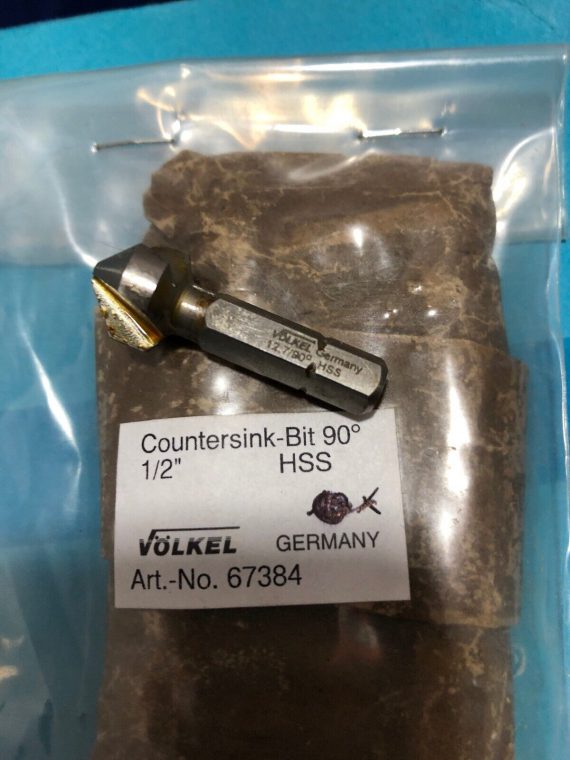 VÖLKEL Germany
12,7/90° HSS
Countersink-Bit 90°
1/2" HSS
VÖLKEL GERMANY
Art.-No. 67384